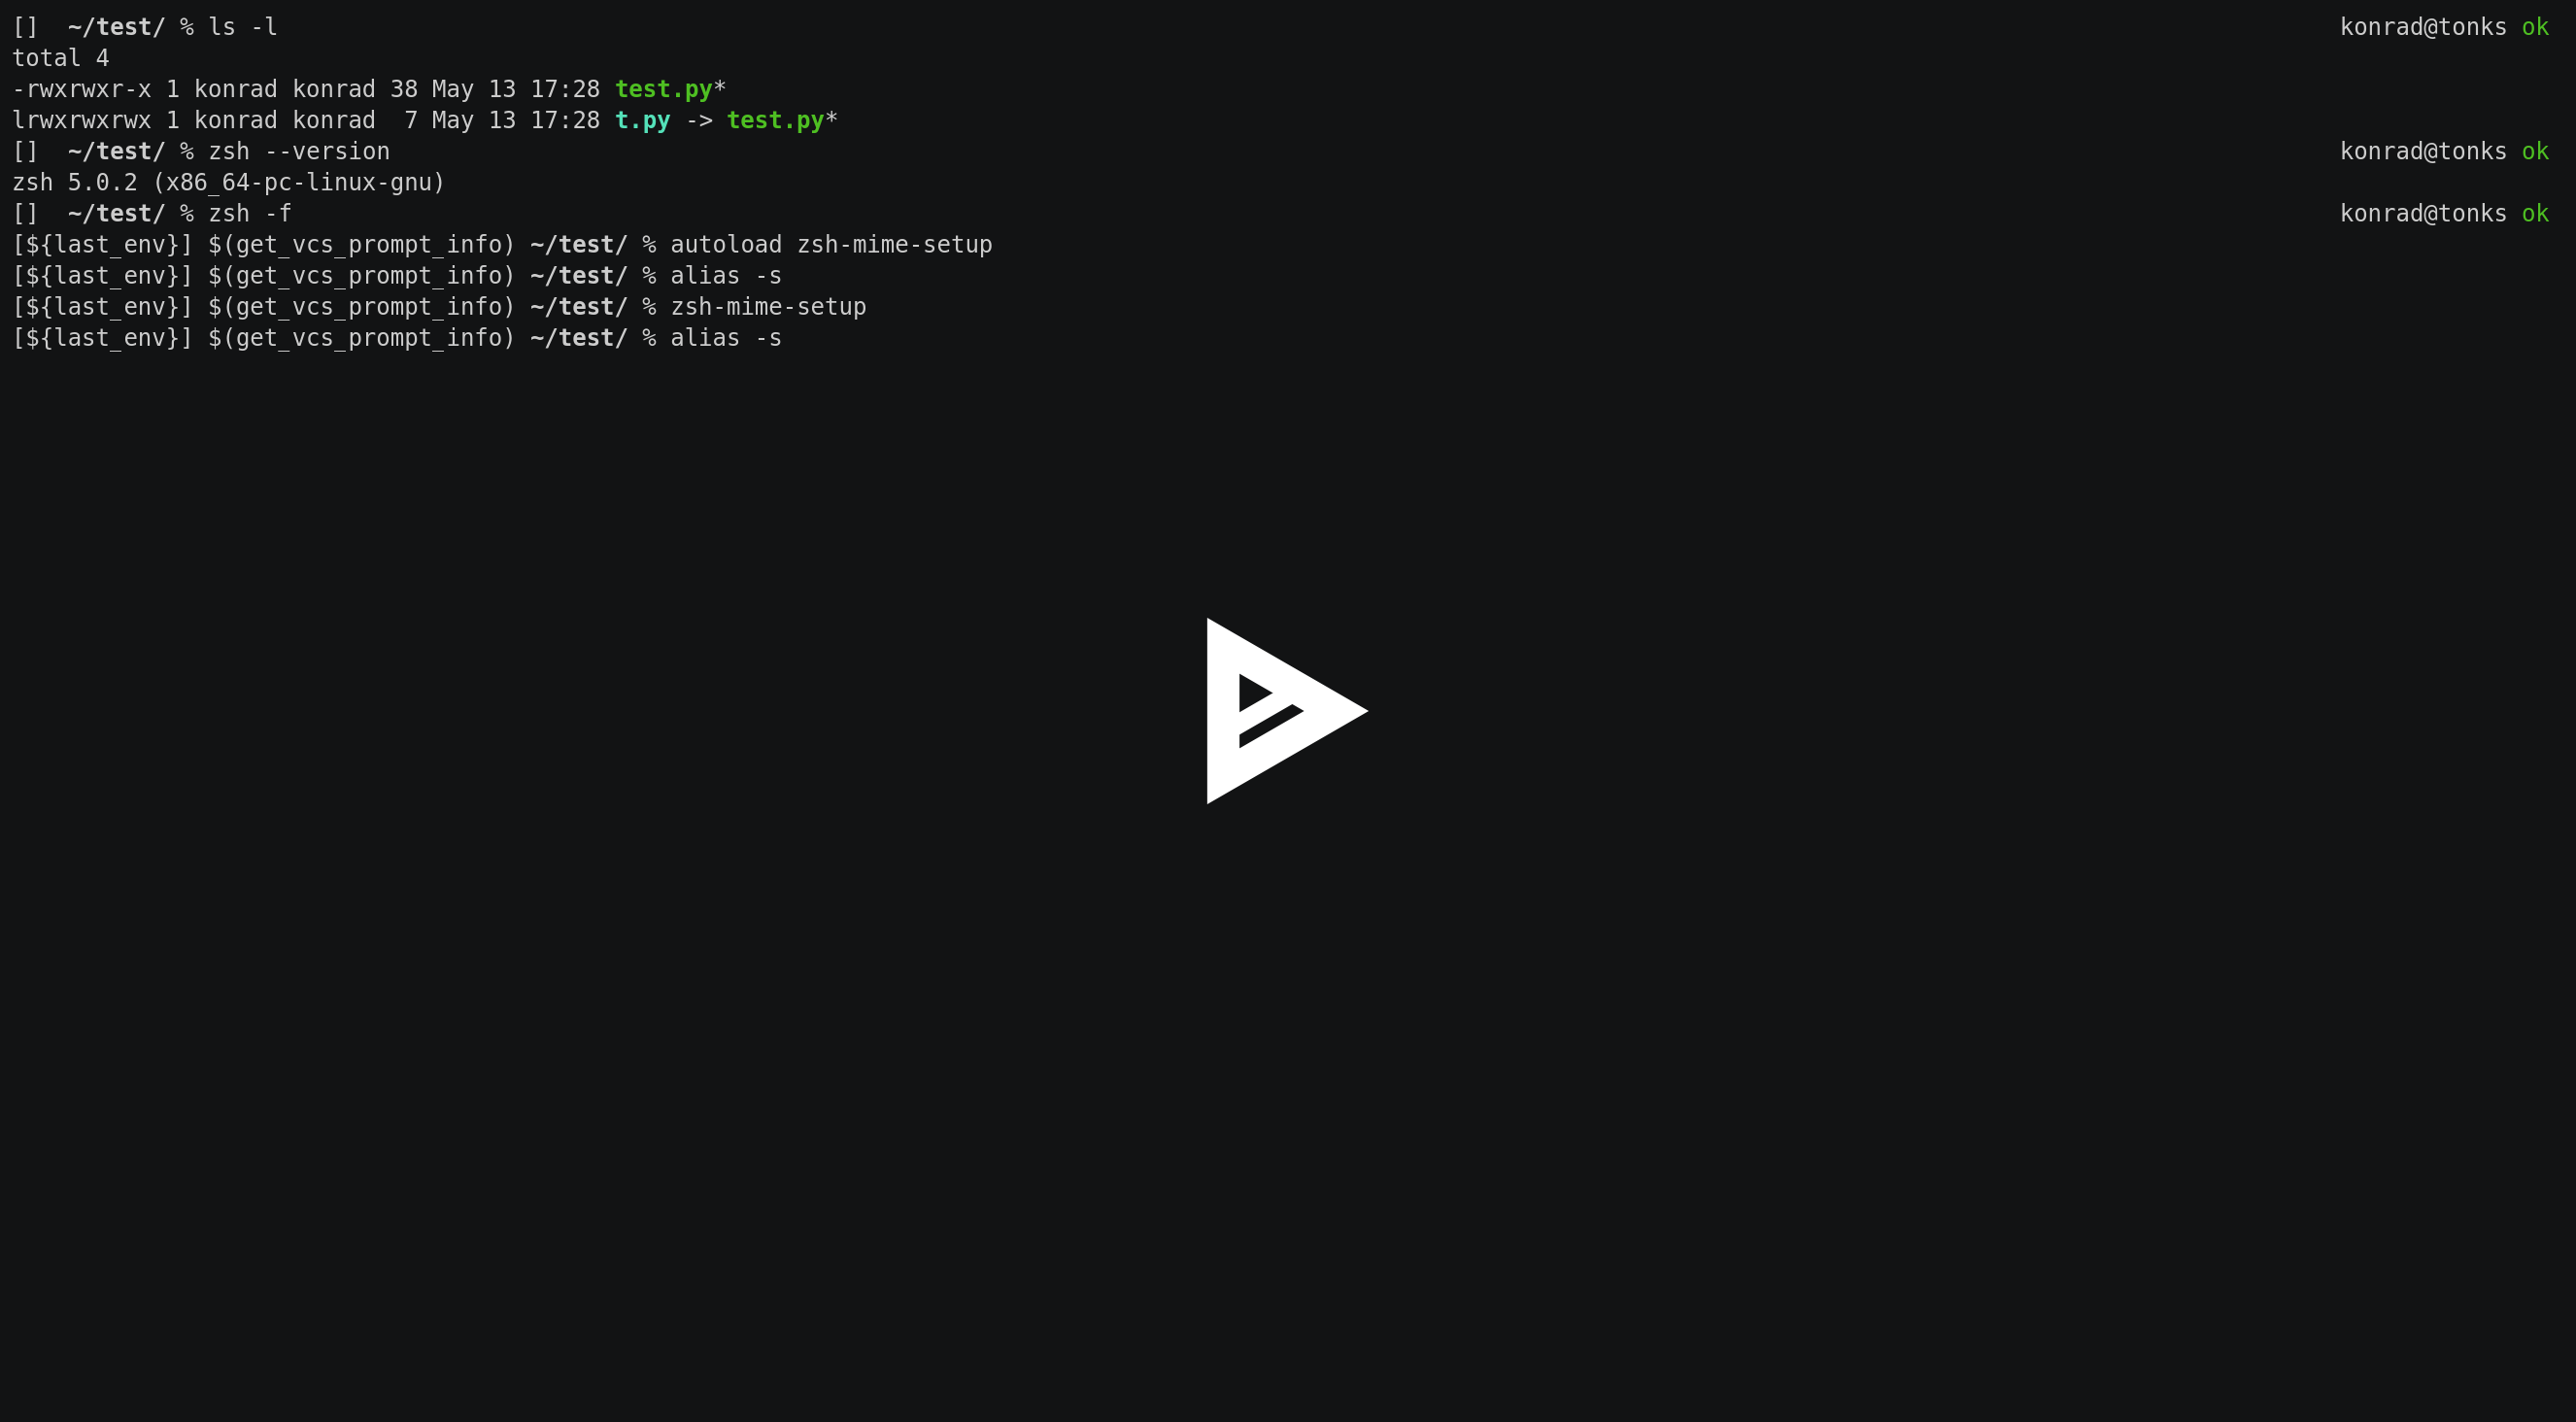 []  ~/test/ % ls -l konrad@tonks ok
total 4
-rwxrwxr-x 1 konrad konrad 38 May 13 17:28 test.py*
lrwxrwxrwx 1 konrad konrad  7 May 13 17:28 t.py -> test.py*
[]  ~/test/ % zsh --version konrad@tonks ok
zsh 5.0.2 (x86_64-pc-linux-gnu)
[]  ~/test/ % zsh -f konrad@tonks ok
[${last_env}] $(get_vcs_prompt_info) ~/test/ % autoload zsh-mime-setup
[${last_env}] $(get_vcs_prompt_info) ~/test/ % alias -s
[${last_env}] $(get_vcs_prompt_info) ~/test/ % zsh-mime-setup
[${last_env}] $(get_vcs_prompt_info) ~/test/ % alias -s